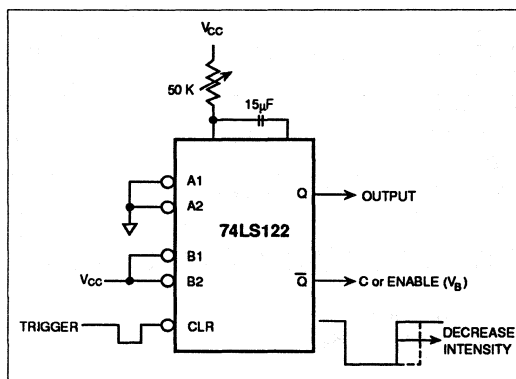 VCC
50 K
15µF
A1
A2
Q
OUTPUT
74LS122
B1
VCC
B2
Q
C or ENABLE (VB)
TRIGGER
CLR
DECREASE
INTENSITY